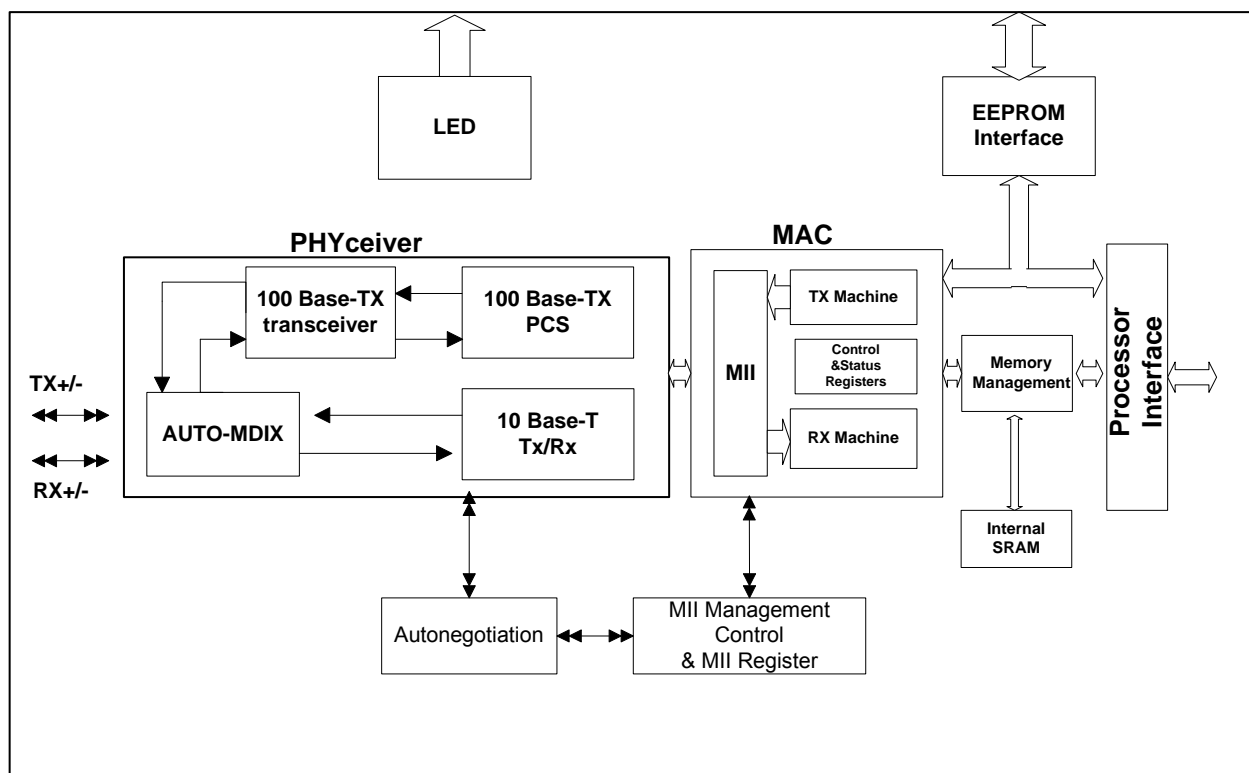 LED
EEPROM
Interface
PHYceiver
MAC
100 Base-TX
transceiver
100 Base-TX
PCS
TX Machine
MII
Control
&Status
Registers
Memory
Management
Processor
Interface
TX+/-
AUTO-MDIX
10 Base-T
Tx/Rx
RX Machine
RX+/-
Internal
SRAM
Autonegotiation
MII Management
Control
& MII Register